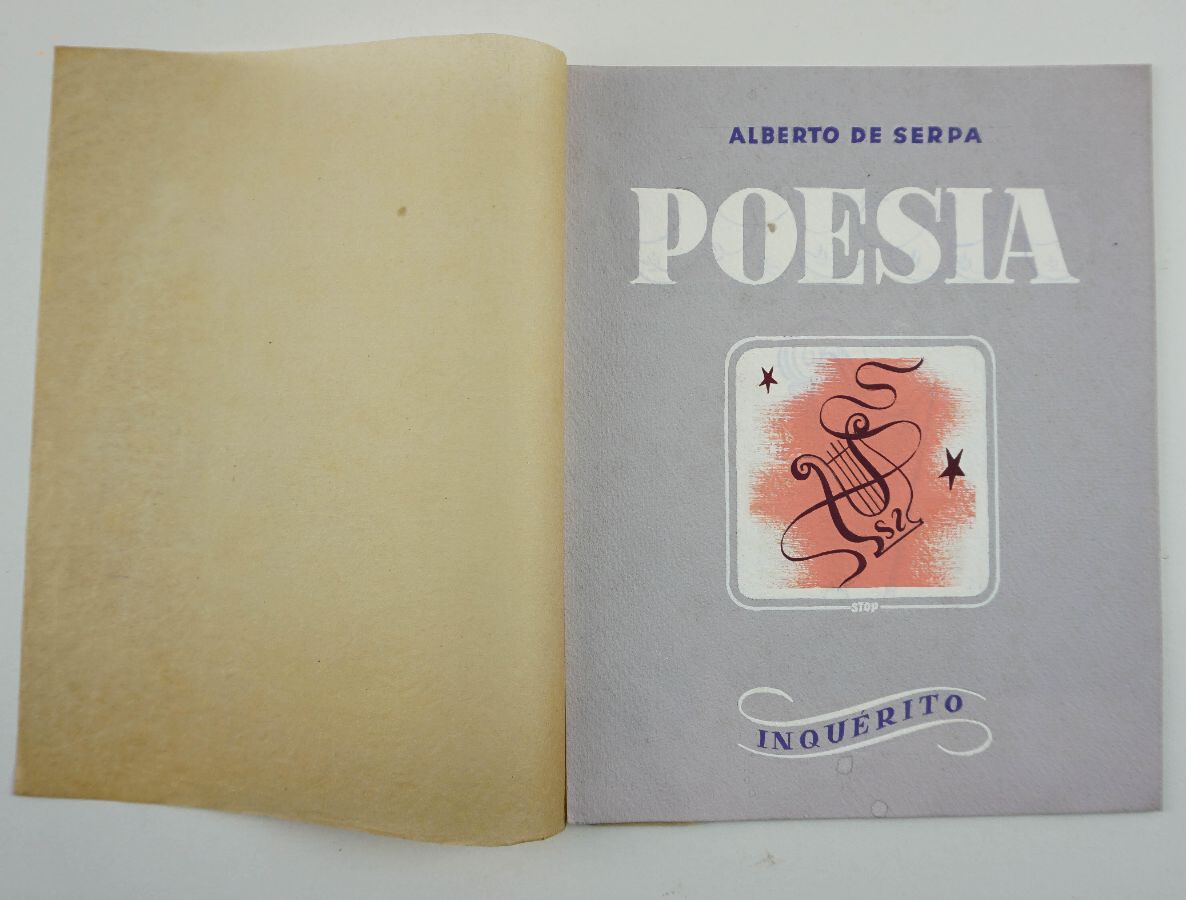 ALBERTO DE SERPA
POESIA
STOP
INQUÉRITO